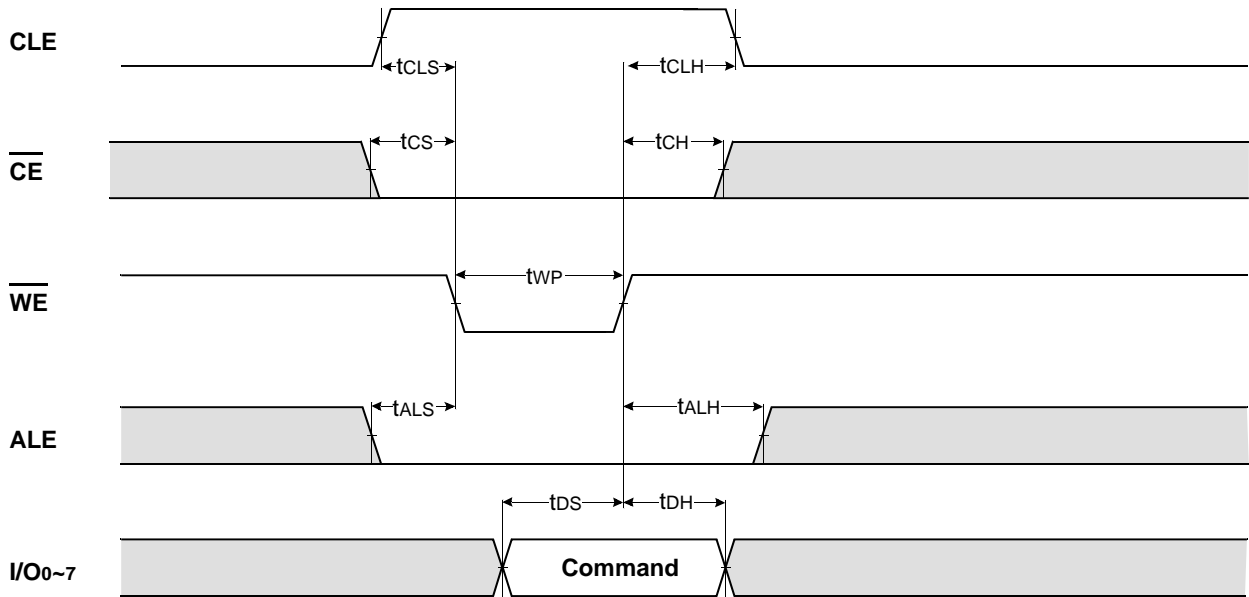 CLE
tCLS
tCLH
CE
tCS
tCH
WE
tWP
ALE
tALS
tALH
tDS
tDH
I/O0~7
Command